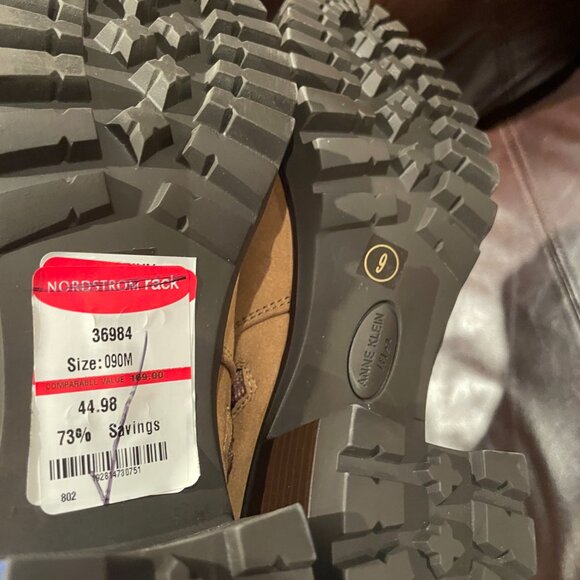 NORDSTROM rack
36984
Size: 090M
COMPARABLE VALUE 169.00
44.98
73% Savings
802
9
ANNE KLEIN